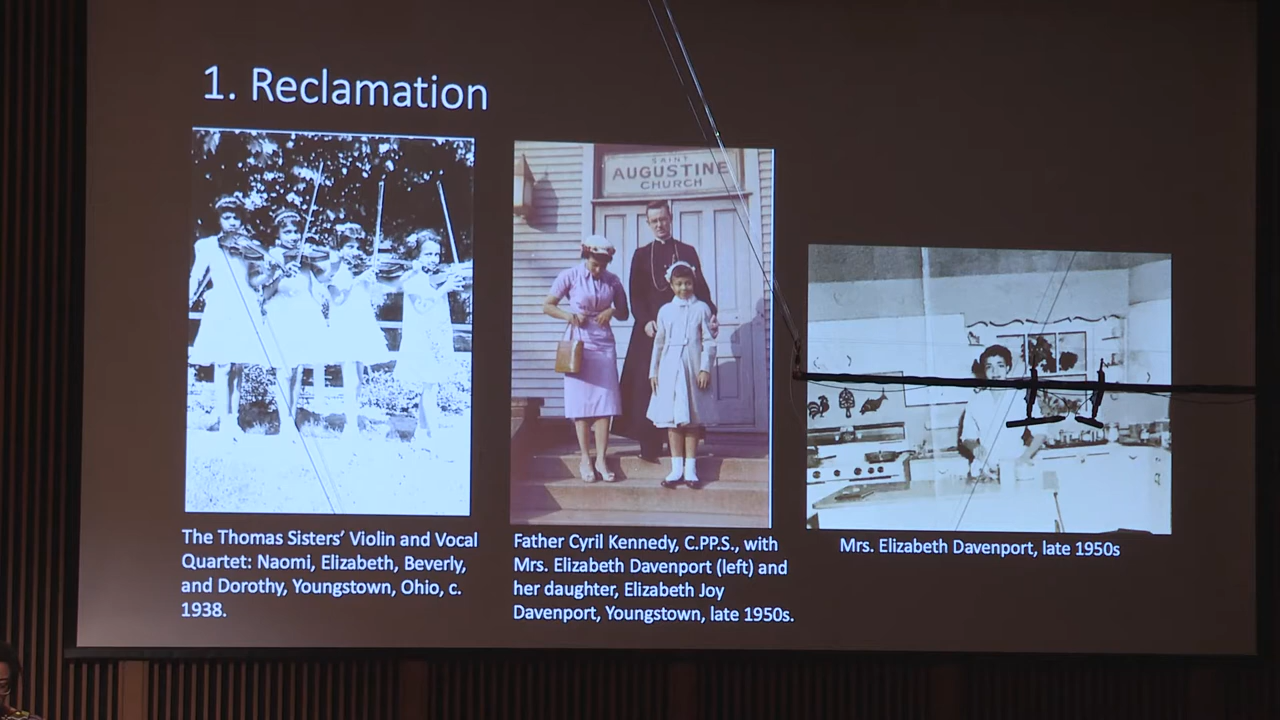 1. Reclamation
SAINT
AUGUSTINE
CHURCH
The Thomas Sisters' Violin and Vocal
Quartet: Naomi, Elizabeth, Beverly,
and Dorothy, Youngstown, Ohio, c.
1938.
Father Cyril Kennedy, C.PP.S., with
Mrs. Elizabeth Davenport (left) and
her daughter, Elizabeth Joy
Davenport, Youngstown, late 1950s.
Mrs. Elizabeth Davenport, late 1950s